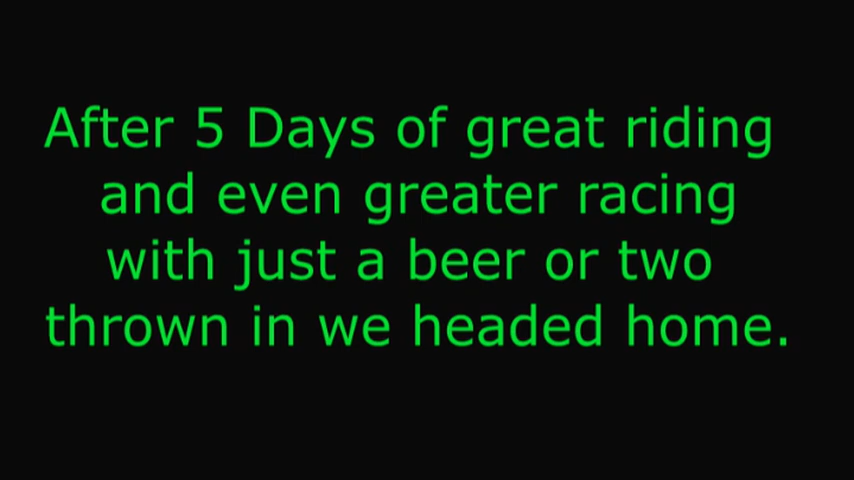 After 5 Days of great riding
and even greater racing
with just a beer or two
thrown in we headed home.